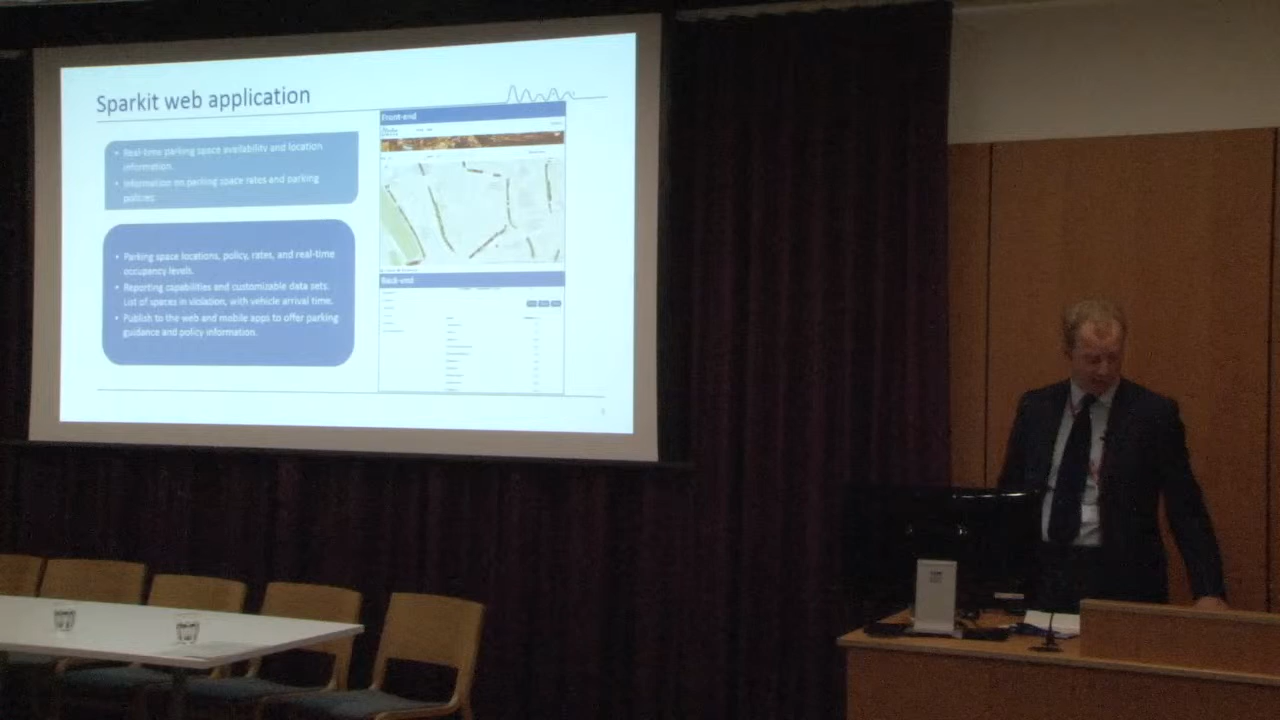 Sparkit web application
• Real-time parking space availability and location
information.
• Information on parking space rates and parking
policies
• Parking space locations, policy, rates, and real-time
occupancy levels.
• Reporting capabilities and customizable data sets.
List of spaces in violation, with vehicle arrival time.
• Publish to the web and mobile apps to offer parking
guidance and policy information.
Front-end
Back-end